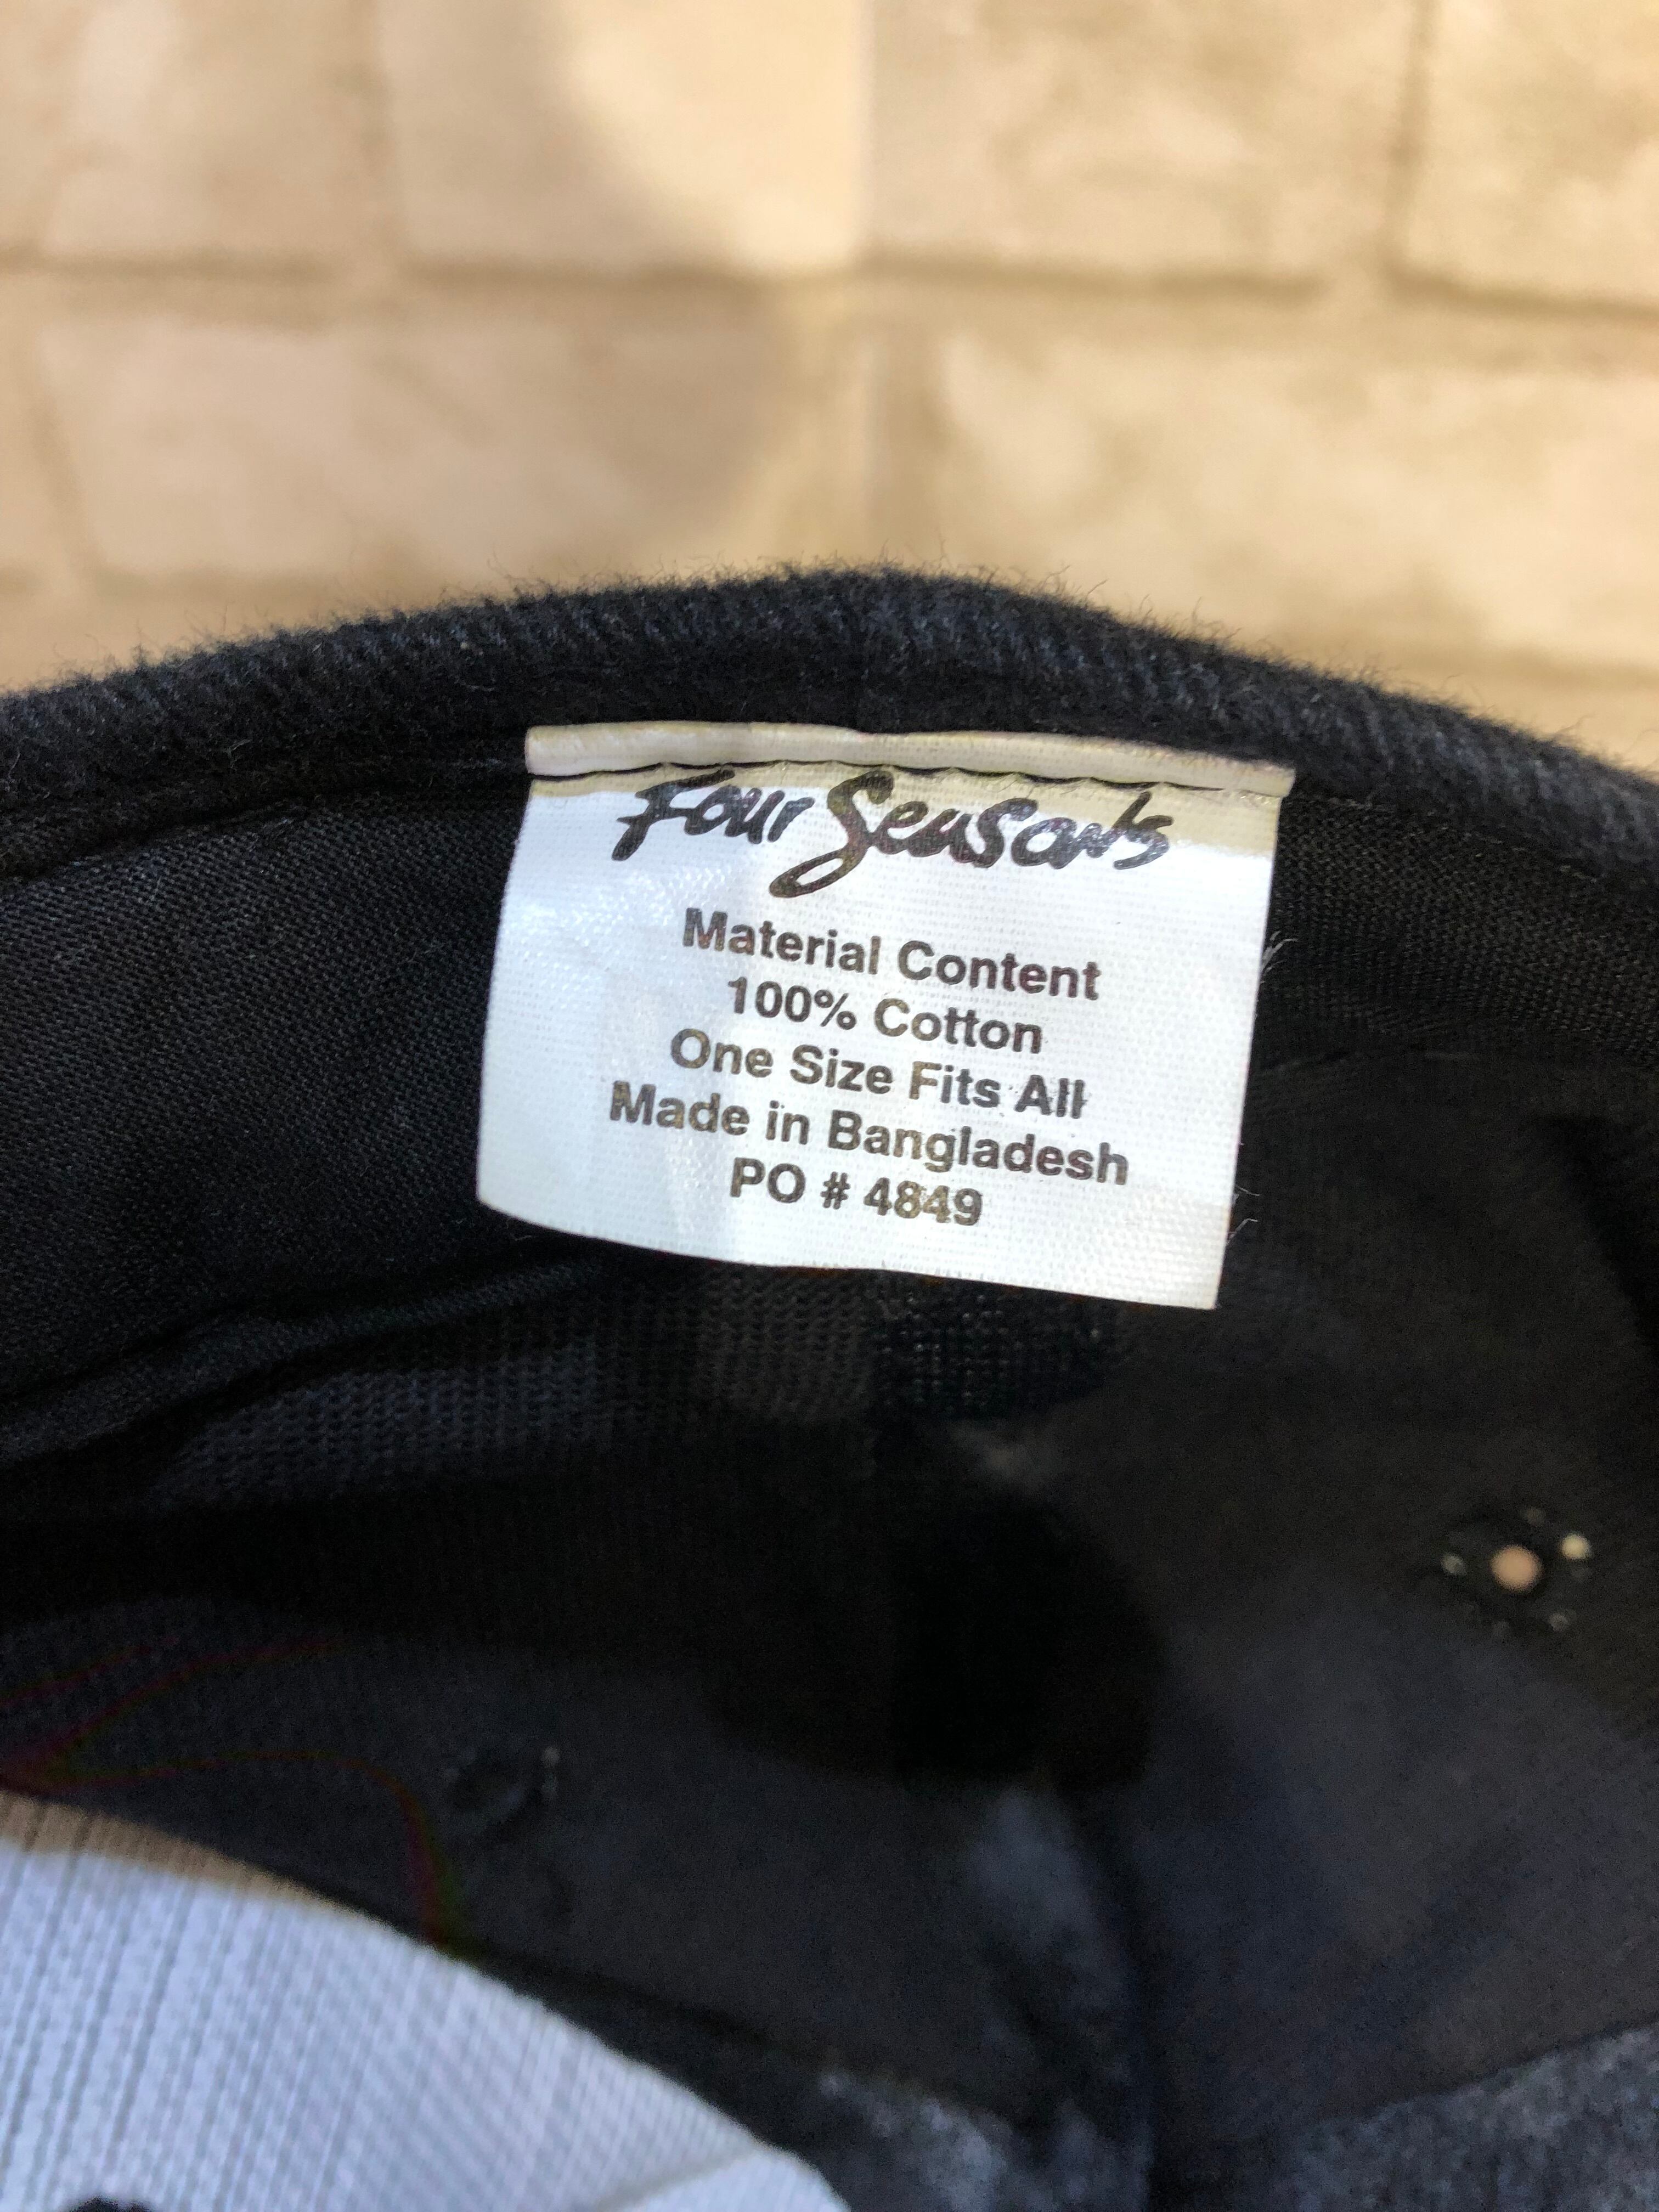 Four Seasons
Material Content
100% Cotton
One Size Fits All
Made in Bangladesh
PO # 4849